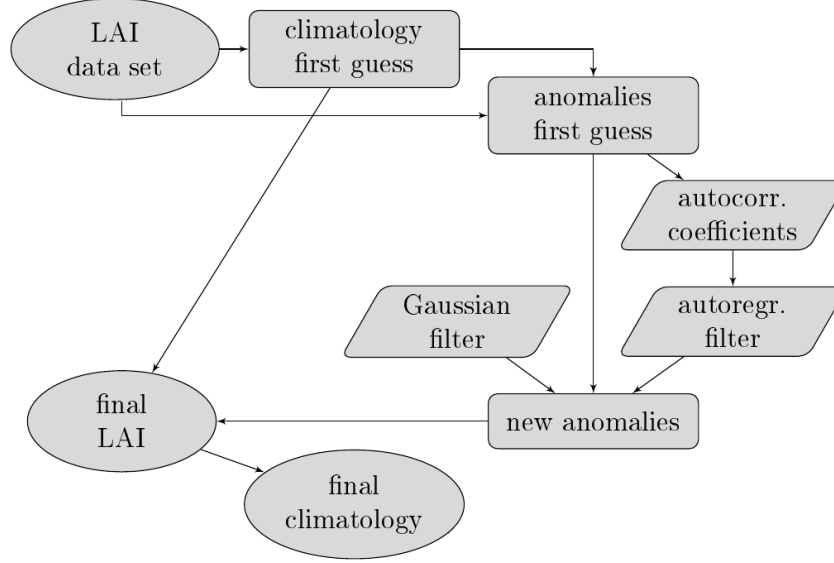 LAI
data set
climatology
first guess
anomalies
first guess
autocorr.
coefficients
Gaussian
filter
autoregr.
filter
final
LAI
new anomalies
final
climatology